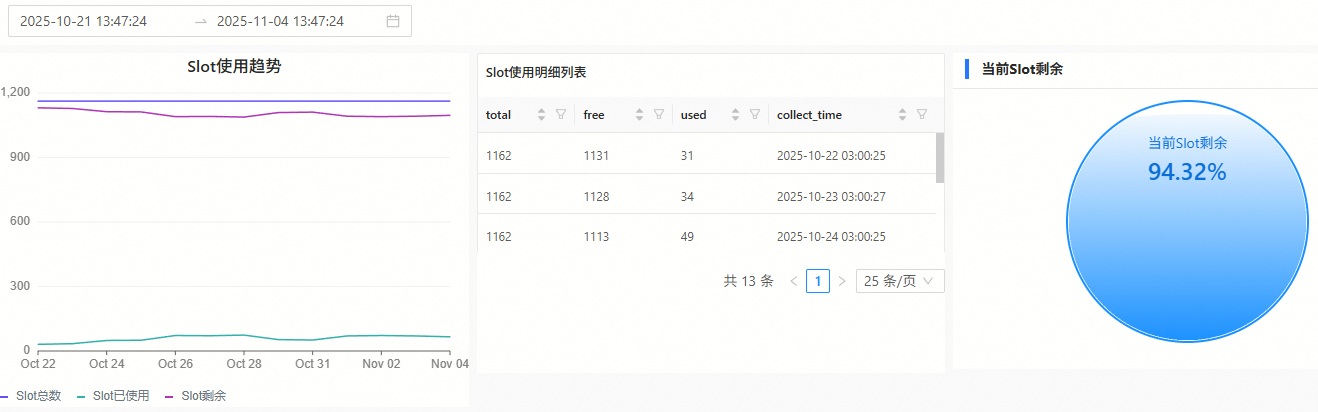 2025-10-21 13:47:24 → 2025-11-04 13:47:24
Slot使用趋势
1,200
900
600
300
0
Oct 22 Oct 24 Oct 26 Oct 28 Oct 31 Nov 02 Nov 04
Slot总数 Slot已使用 Slot剩余
Slot使用明细列表
total free used collect_time
1162 1131 31 2025-10-22 03:00:25
1162 1128 34 2025-10-23 03:00:27
1162 1113 49 2025-10-24 03:00:25
共 13 条 < 1 > 25 条/页
当前Slot剩余
当前Slot剩余
94.32%